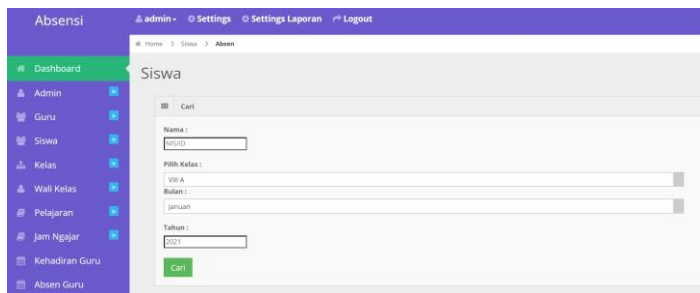 Absensi
admin Settings Settings Laporan Logout
Home > Siswa > Absen
Dashboard
Admin
Guru
Siswa
Kelas
Wali Kelas
Pelajaran
Jam Ngajar
Kehadiran Guru
Absen Guru
Siswa
Cari
Nama :
NIS/ID
Pilih Kelas :
VIII A
Bulan :
Januari
Tahun :
2021
Cari